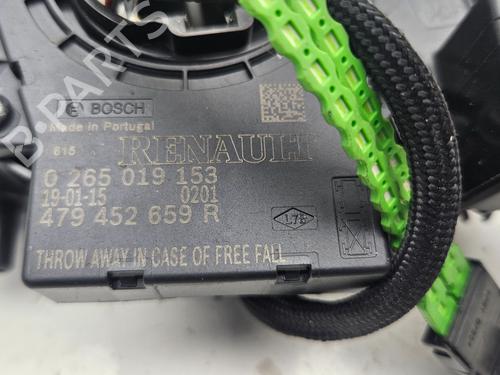 BOSCH
Made in Portugal
615 RENAULT
0 265 019 153
19-01-15 0201
479 452 659 R
THROW AWAY IN CASE OF FREE FALL
B-PARTS